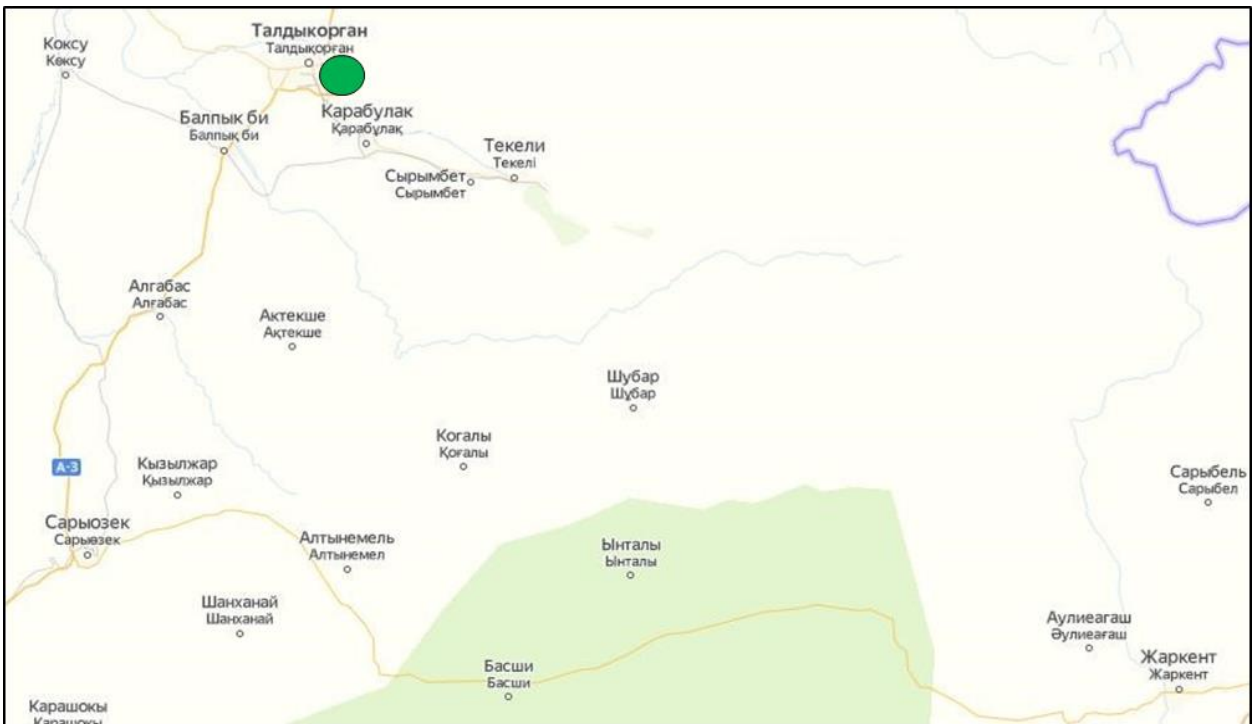 Талдыкорган
Талдықорған
Коксу
Көксу
Балпык би
Балпық би
Карабулак
Қарабұлақ
Текели
Текелі
Сырымбет
Сырымбет
Алгабас
Алғабас
Актекше
Ақтекше
Шубар
Шұбар
Когалы
Қоғалы
А-3
Кызылжар
Қызылжар
Сарыбель
Сарыбел
Сарыозек
Сарыөзек
Алтынемель
Алтынемел
Ынталы
Ынталы
Шанханай
Шанханай
Аулиеагаш
Әулиеағаш
Басши
Басши
Жаркент
Жаркент
Карашокы
Карашокы